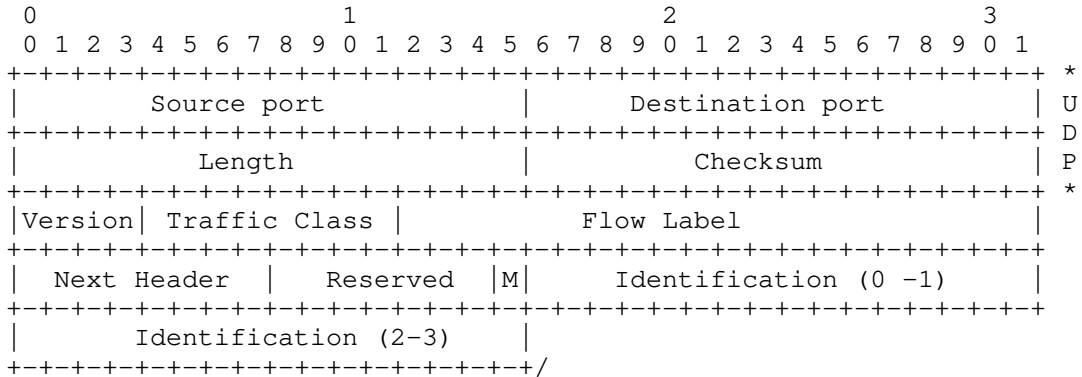 0                   1                   2                   3
0 1 2 3 4 5 6 7 8 9 0 1 2 3 4 5 6 7 8 9 0 1 2 3 4 5 6 7 8 9 0 1
+-+-+-+-+-+-+-+-+-+-+-+-+-+-+-+-+-+-+-+-+-+-+-+-+-+-+-+-+-+-+-+-+ *
|        Source port            |      Destination port         | U
+-+-+-+-+-+-+-+-+-+-+-+-+-+-+-+-+-+-+-+-+-+-+-+-+-+-+-+-+-+-+-+-+ D
|           Length              |          Checksum             | P
+-+-+-+-+-+-+-+-+-+-+-+-+-+-+-+-+-+-+-+-+-+-+-+-+-+-+-+-+-+-+-+-+ *
|Version| Traffic Class |           Flow Label                  |
+-+-+-+-+-+-+-+-+-+-+-+-+-+-+-+-+-+-+-+-+-+-+-+-+-+-+-+-+-+-+-+-+
|  Next Header  |   Reserved  |M|     Identification (0 -1)     |
+-+-+-+-+-+-+-+-+-+-+-+-+-+-+-+-+-+-+-+-+-+-+-+-+-+-+-+-+-+-+-+-+
|       Identification (2-3)    |
+-+-+-+-+-+-+-+-+-+-+-+-+-+-+-+-+/